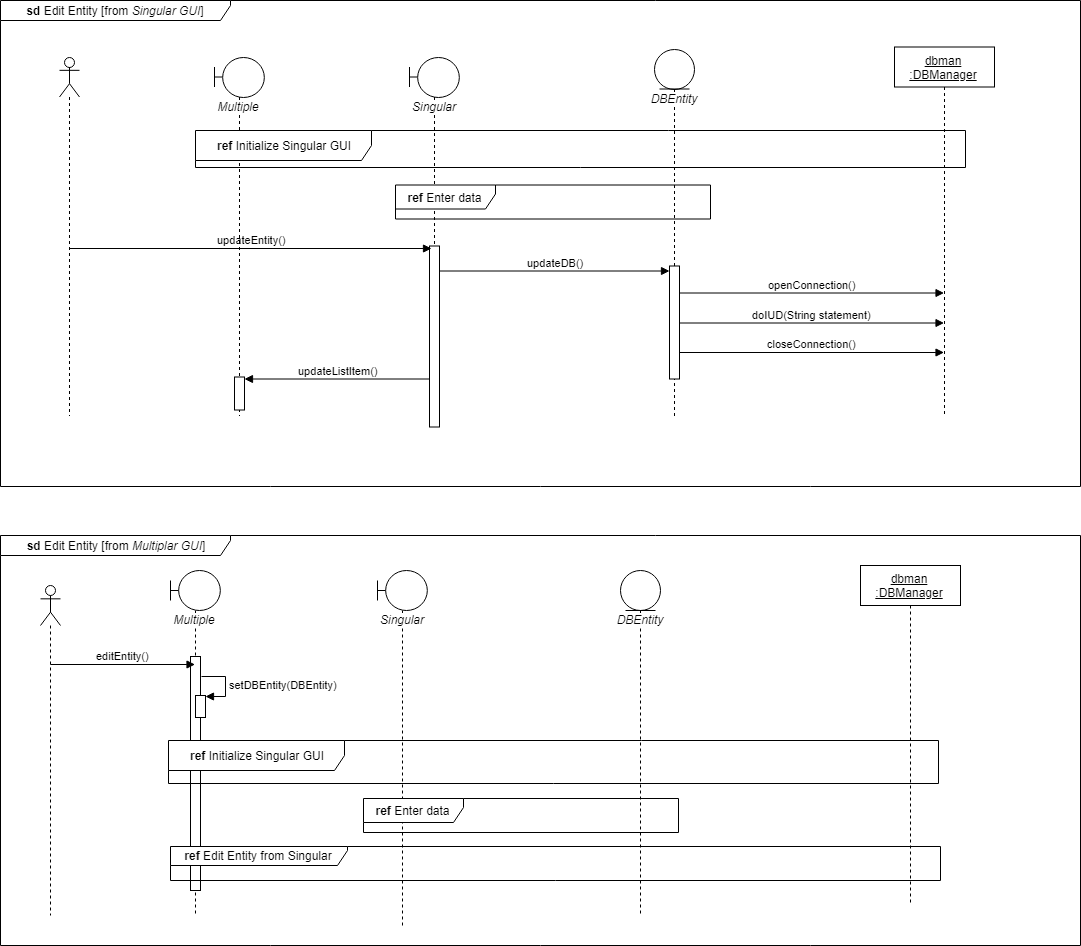 sd Edit Entity [from Singular GUI]
Multiple
Singular
DBEntity
dbman
:DBManager
ref Initialize Singular GUI
ref Enter data
updateEntity()
updateDB()
openConnection()
doIUD(String statement)
closeConnection()
updateListItem()
sd Edit Entity [from Multiplar GUI]
Multiple
Singular
DBEntity
dbman
:DBManager
editEntity()
setDBEntity(DBEntity)
ref Initialize Singular GUI
ref Enter data
ref Edit Entity from Singular